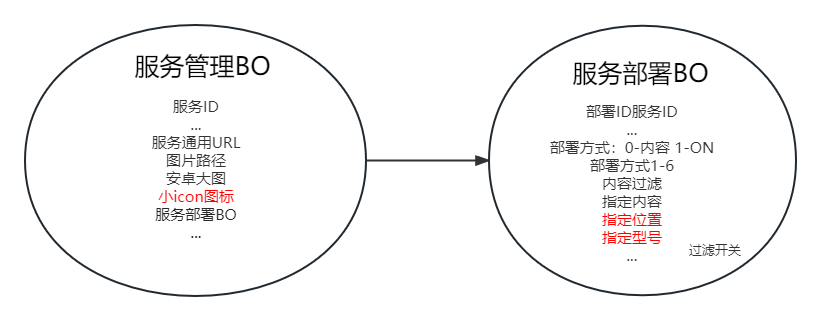 服务管理BO
服务ID
...
服务通用URL
图片路径
安卓大图
小icon图标
服务部署BO
...
服务部署BO
部署ID服务ID
...
部署方式：0-内容 1-ON
部署方式1-6
内容过滤
指定内容
指定位置
指定型号
...
过滤开关